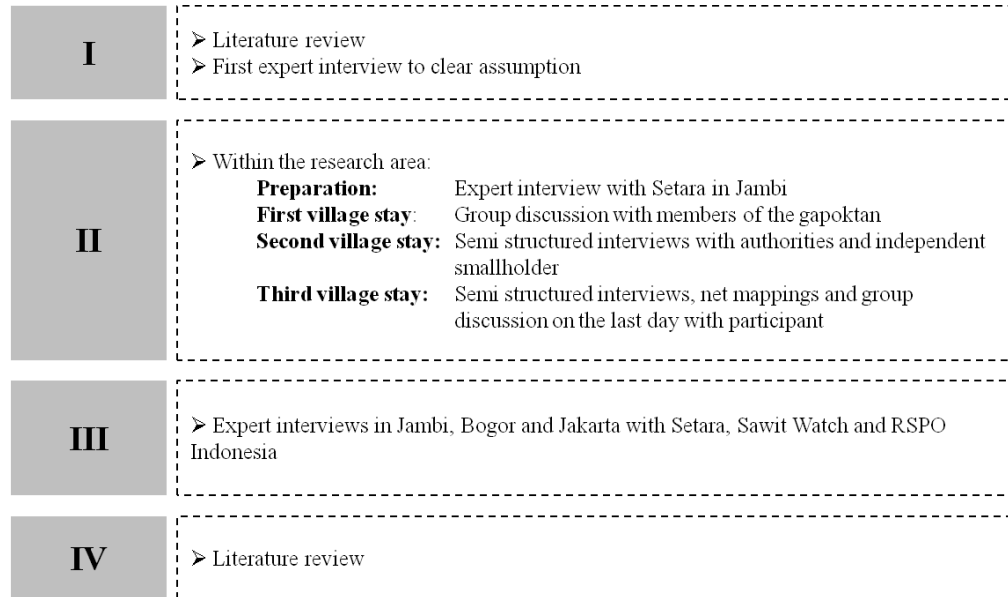 I
➢ Literature review
➢ First expert interview to clear assumption
II
➢ Within the research area:
Preparation: Expert interview with Setara in Jambi
First village stay: Group discussion with members of the gapoktan
Second village stay: Semi structured interviews with authorities and independent
smallholder
Third village stay: Semi structured interviews, net mappings and group
discussion on the last day with participant
III
➢ Expert interviews in Jambi, Bogor and Jakarta with Setara, Sawit Watch and RSPO
Indonesia
IV
➢ Literature review